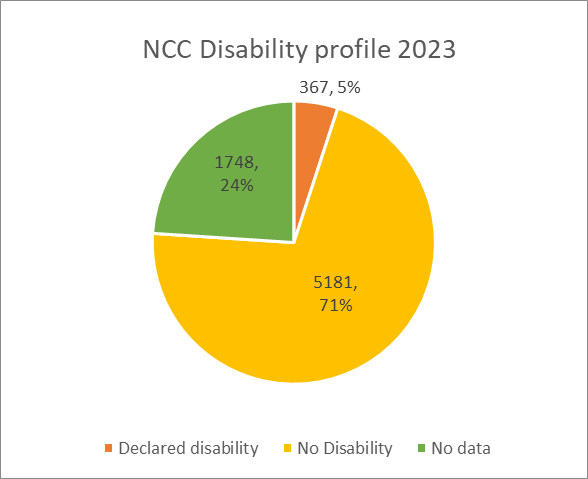 NCC Disability profile 2023
367, 5%
1748,
24%
5181,
71%
Declared disability
No Disability
No data